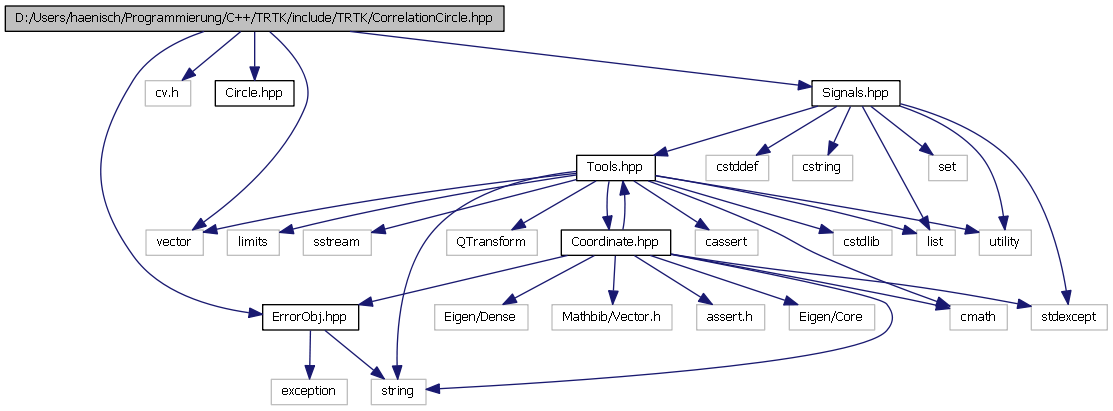 D:/Users/haenisch/Programmierung/C++/TRTK/include/TRTK/CorrelationCircle.hpp
cv.h
Circle.hpp
Signals.hpp
Tools.hpp
cstddef
cstring
set
vector
limits
sstream
QTransform
Coordinate.hpp
cassert
cstdlib
list
utility
ErrorObj.hpp
Eigen/Dense
Mathbib/Vector.h
assert.h
Eigen/Core
cmath
stdexcept
exception
string